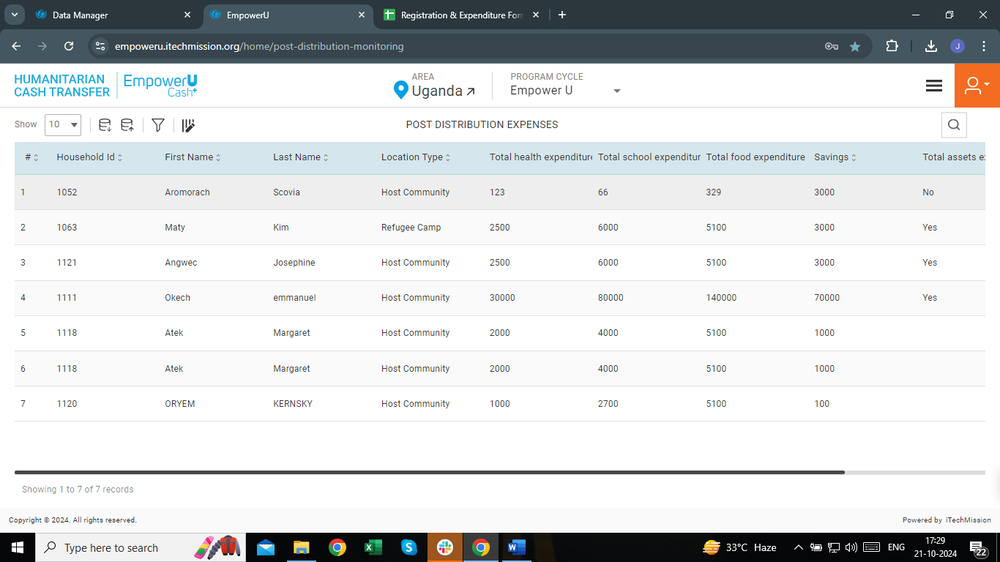 Data Manager
EmpowerU
Registration & Expenditure For
empoweru.itechmission.org/home/post-distribution-monitoring
J
HUMANITARIAN
CASH TRANSFER
EmpowerU
Cash+
AREA
Uganda
PROGRAM CYCLE
Empower U
Show 10
POST DISTRIBUTION EXPENSES
# Household Id First Name Last Name Location Type Total health expenditure Total school expenditur Total food expenditure Savings Total assets e
1 1052 Aromorach Scovia Host Community 123 66 329 3000 No
2 1063 Maty Kim Refugee Camp 2500 6000 5100 3000 Yes
3 1121 Angwec Josephine Host Community 2500 6000 5100 3000 Yes
4 1111 Okech emmanuel Host Community 30000 80000 140000 70000 Yes
5 1118 Atek Margaret Host Community 2000 4000 5100 1000
6 1118 Atek Margaret Host Community 2000 4000 5100 1000
7 1120 ORYEM KERNSKY Host Community 1000 2700 5100 100
Showing 1 to 7 of 7 records
Copyright © 2024. All rights reserved.
Powered by iTechMission
Type here to search
33°C Haze
ENG
17:29
21-10-2024
22